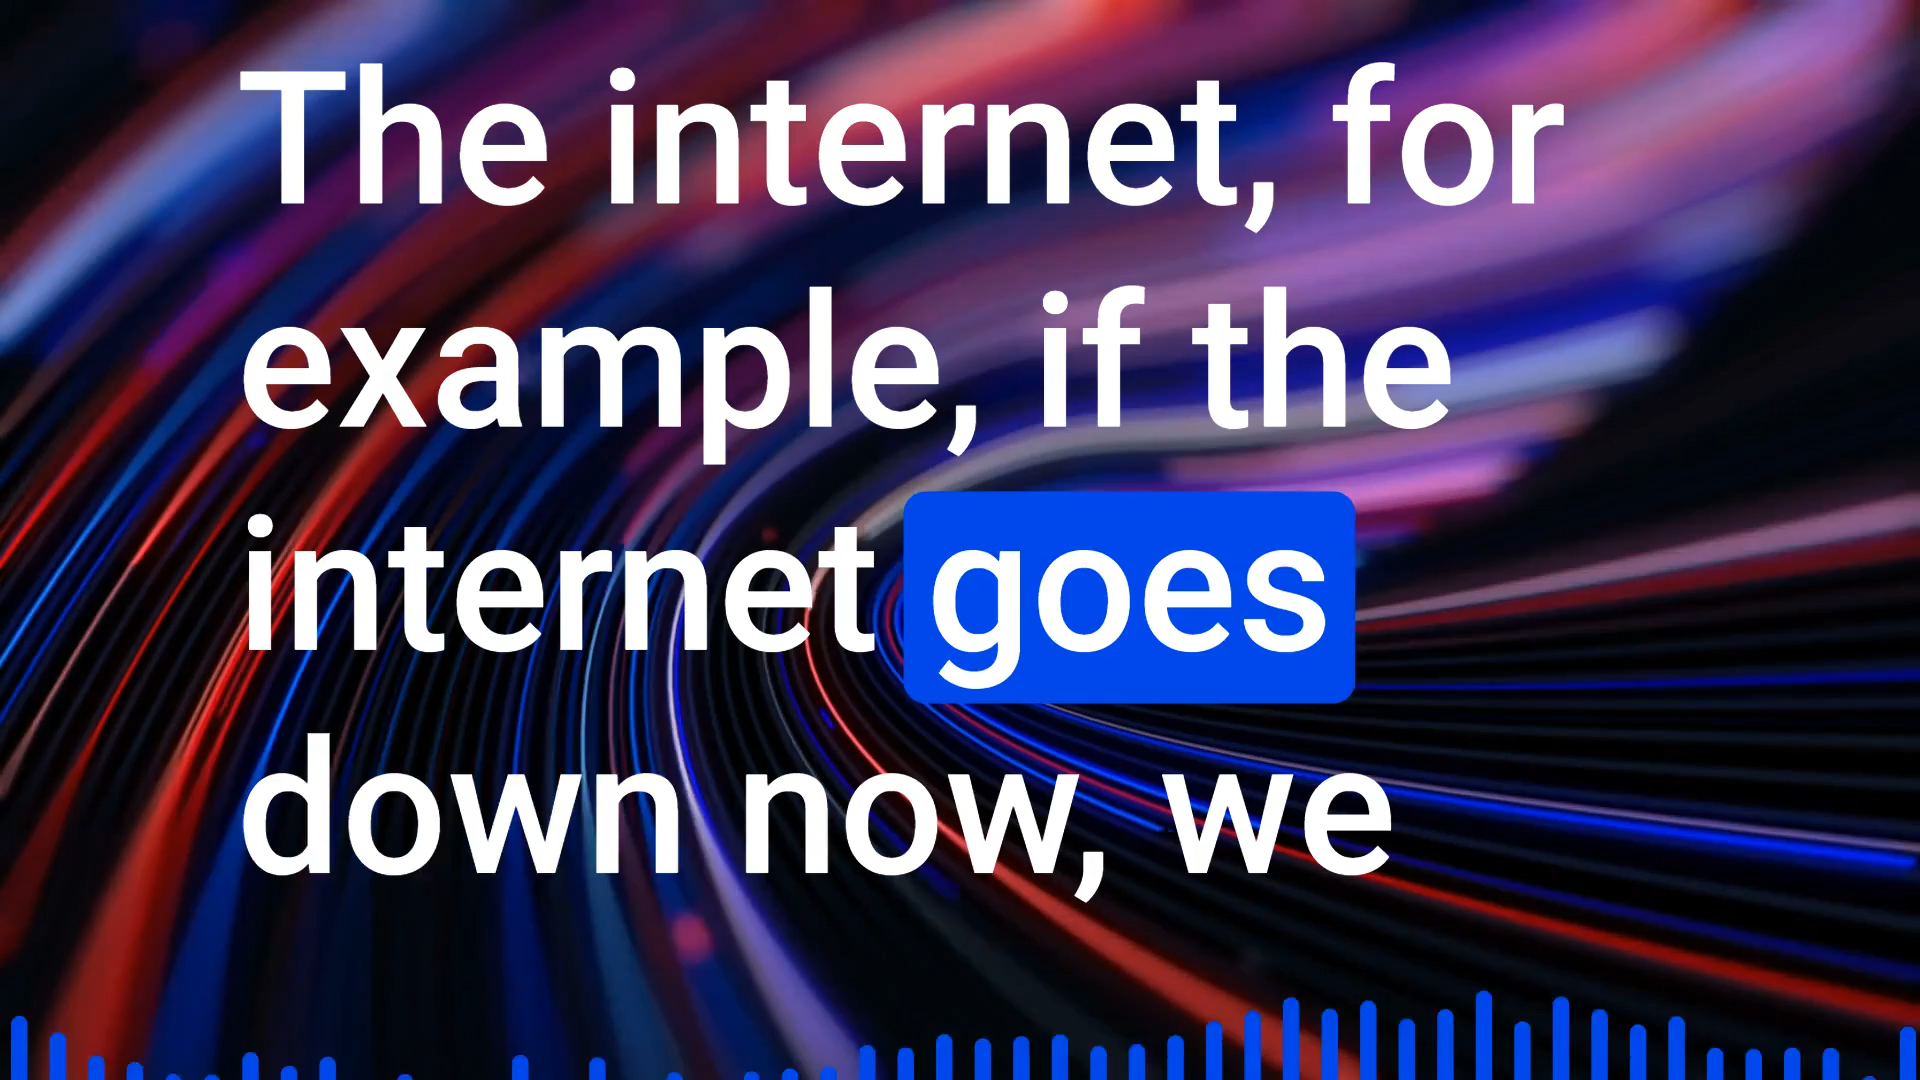 The internet, for
example, if the
internet goes
down now, we